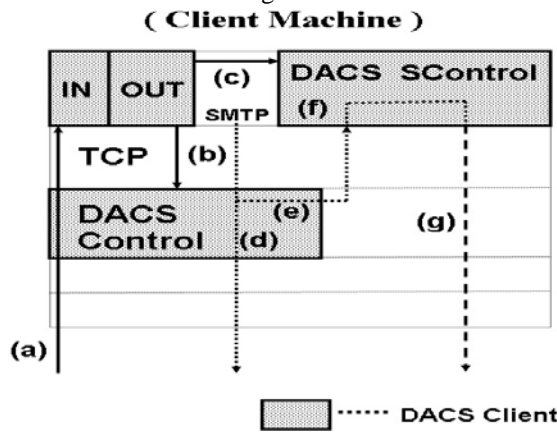 ( Client Machine )
IN OUT (c) DACS SControl
SMTP (f)
TCP (b)
DACS Control (e) (d) (g)
(a)
DACS Client